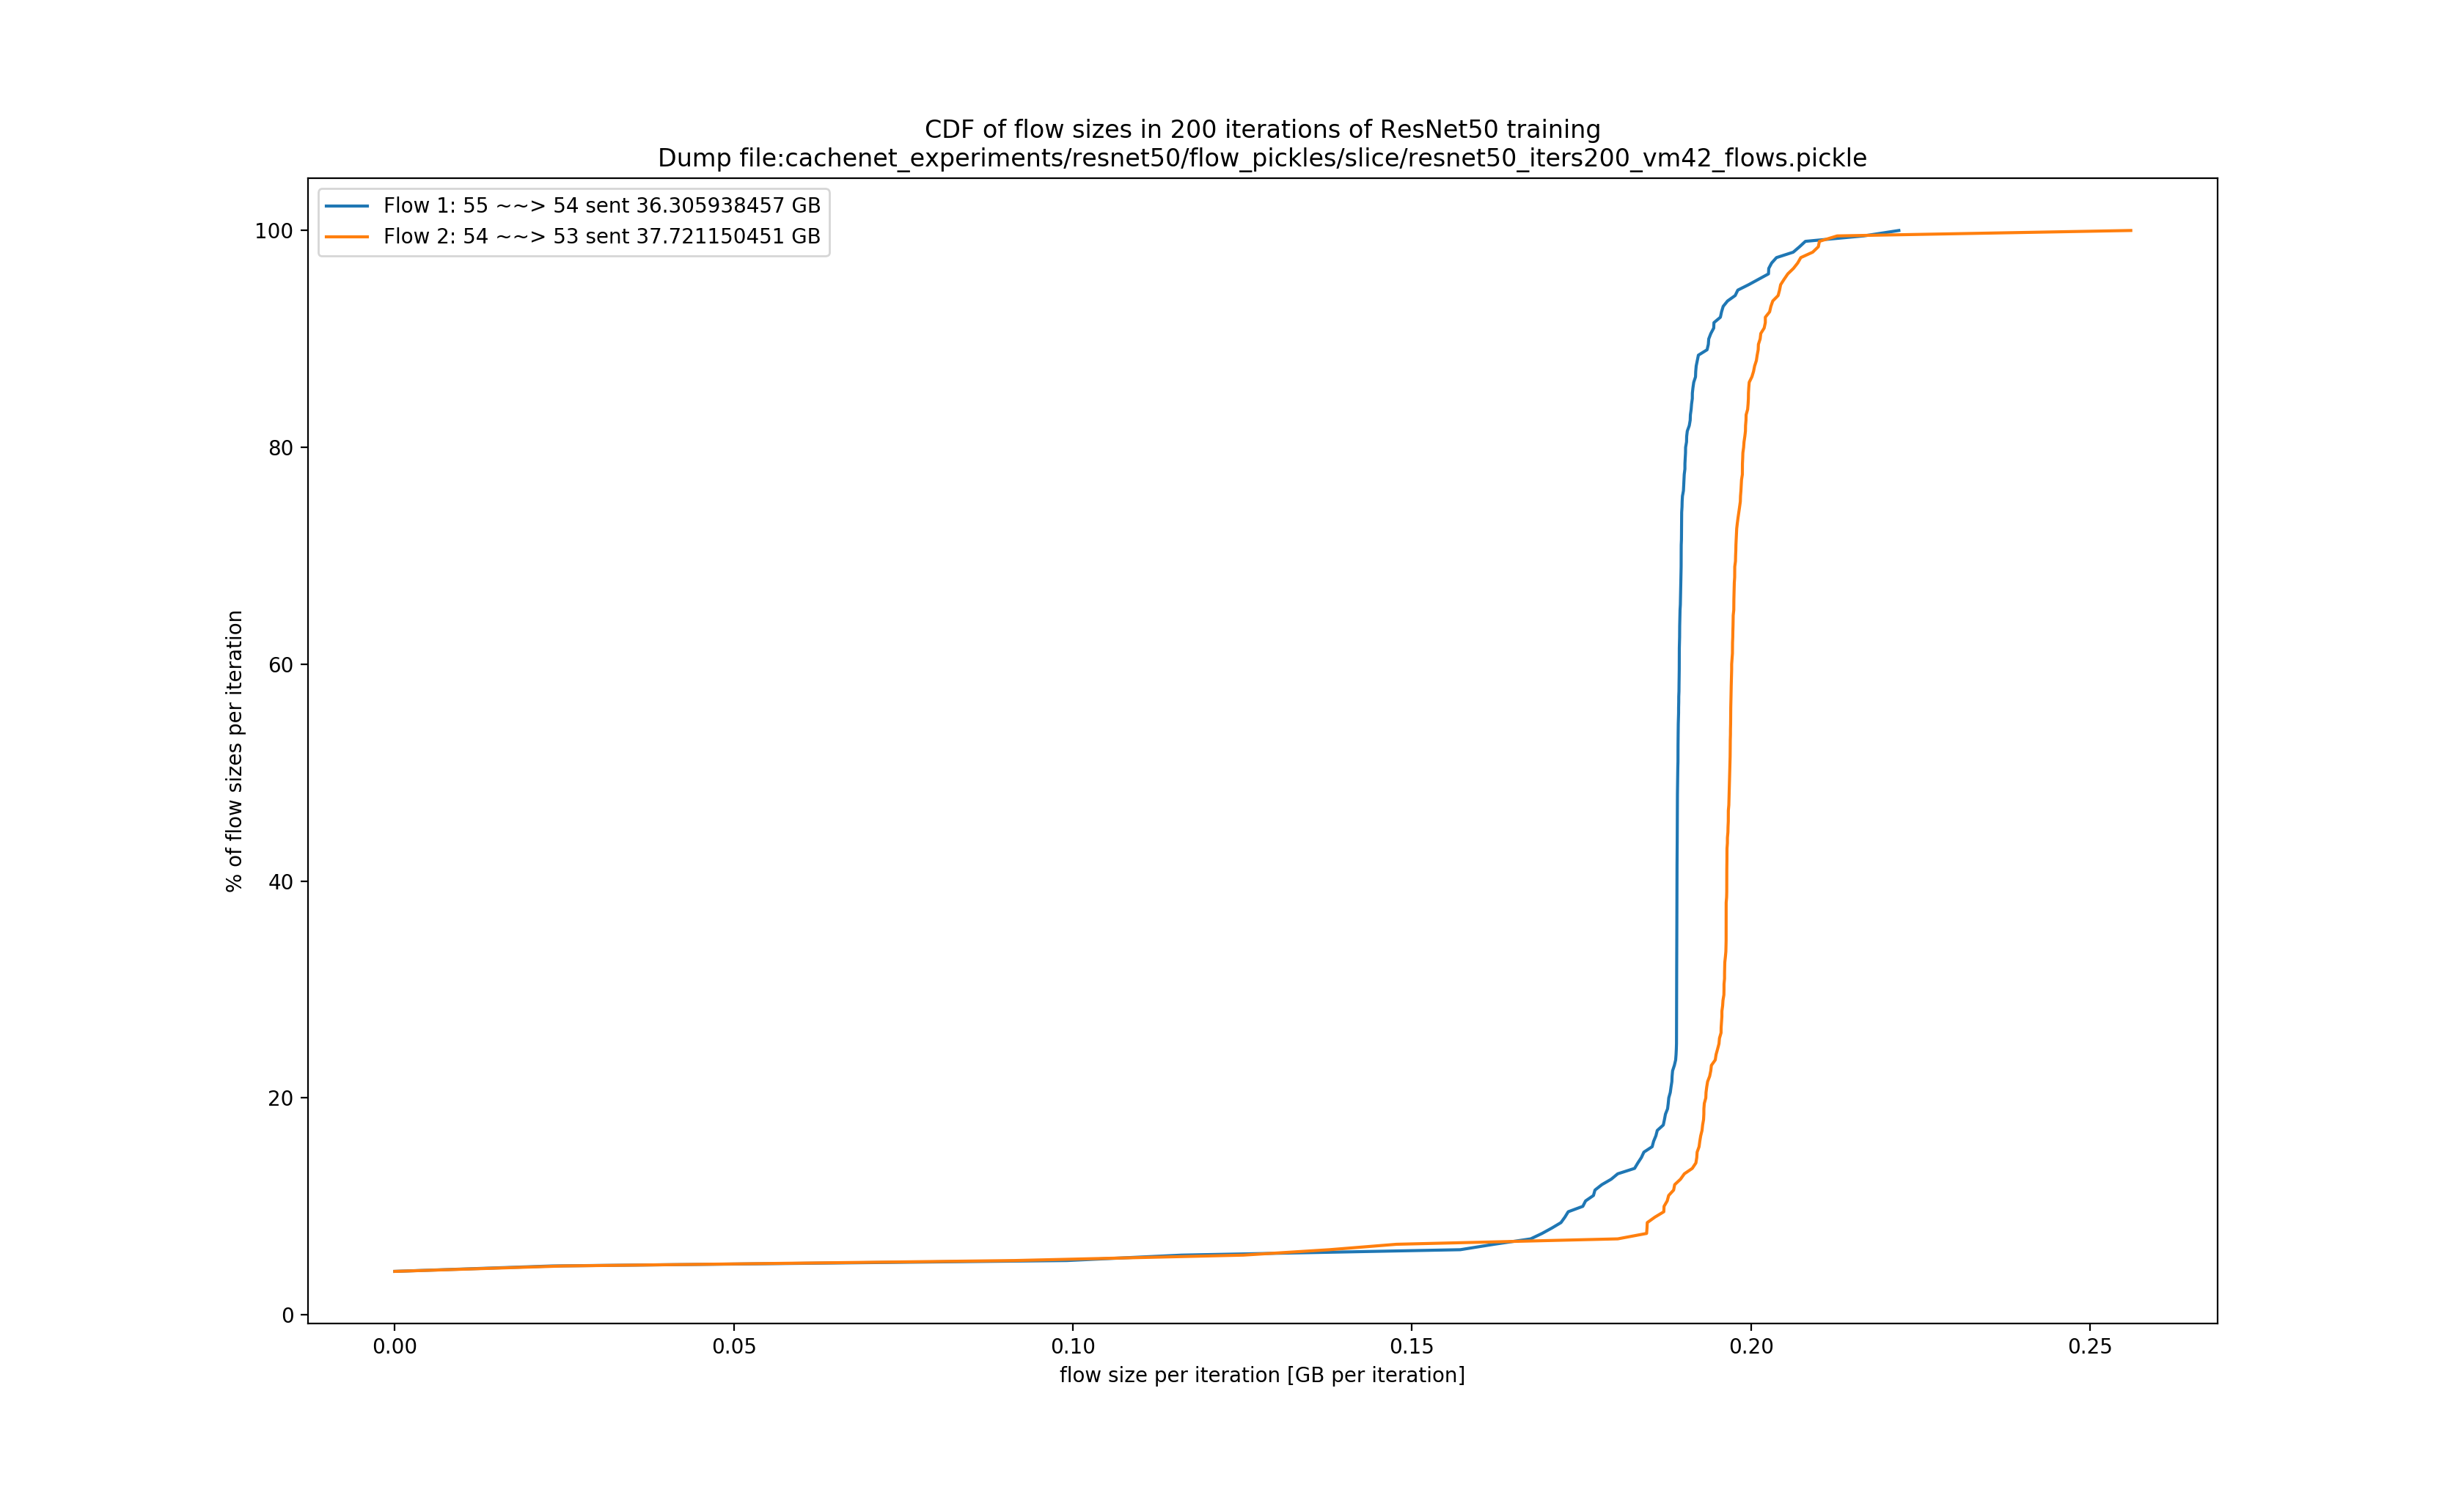 CDF of flow sizes in 200 iterations of ResNet50 training
Dump file:cachenet_experiments/resnet50/flow_pickles/slice/resnet50_iters200_vm42_flows.pickle
Flow 1: 55 ~~> 54 sent 36.305938457 GB
Flow 2: 54 ~~> 53 sent 37.721150451 GB
100
80
60
40
20
0
% of flow sizes per iteration
0.00 0.05 0.10 0.15 0.20 0.25
flow size per iteration [GB per iteration]